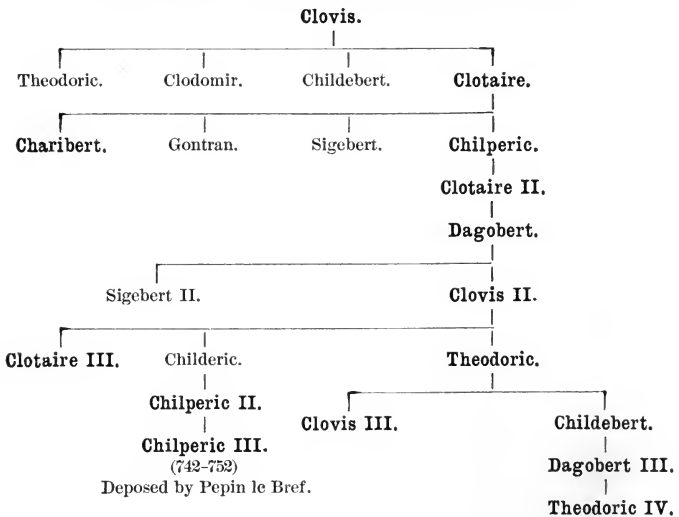 Clovis.
Theodoric. Clodomir. Childebert. Clotaire.
Charibert. Gontran. Sigebert. Chilperic.
Clotaire II.
Dagobert.
Sigebert II. Clovis II.
Clotaire III. Childeric. Theodoric.
Chilperic II. Clovis III. Childebert.
Chilperic III. Dagobert III.
(742-752)
Deposed by Pepin le Bref. Theodoric IV.